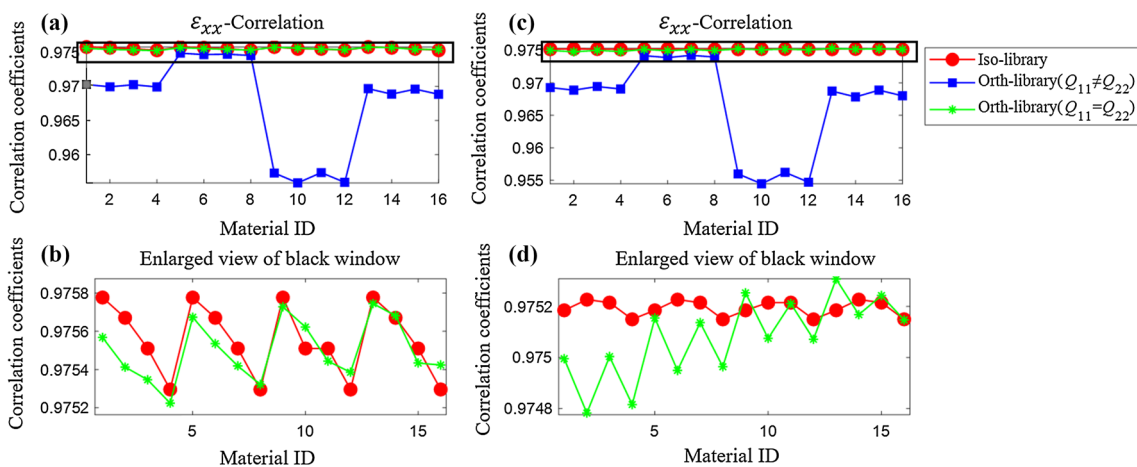 (a)
ε𝑥𝑥-Correlation
Correlation coefficients
0.975
0.97
0.965
0.96
2 4 6 8 10 12 14 16
Material ID
(c)
ε𝑥𝑥-Correlation
Correlation coefficients
0.975
0.97
0.965
0.96
0.955
2 4 6 8 10 12 14 16
Material ID
Iso-library
Orth-library(Q11≠Q22)
Orth-library(Q11=Q22)
(b)
Enlarged view of black window
Correlation coefficients
0.9758
0.9756
0.9754
0.9752
5 10 15
Material ID
(d)
Enlarged view of black window
Correlation coefficients
0.9752
0.975
0.9748
5 10 15
Material ID